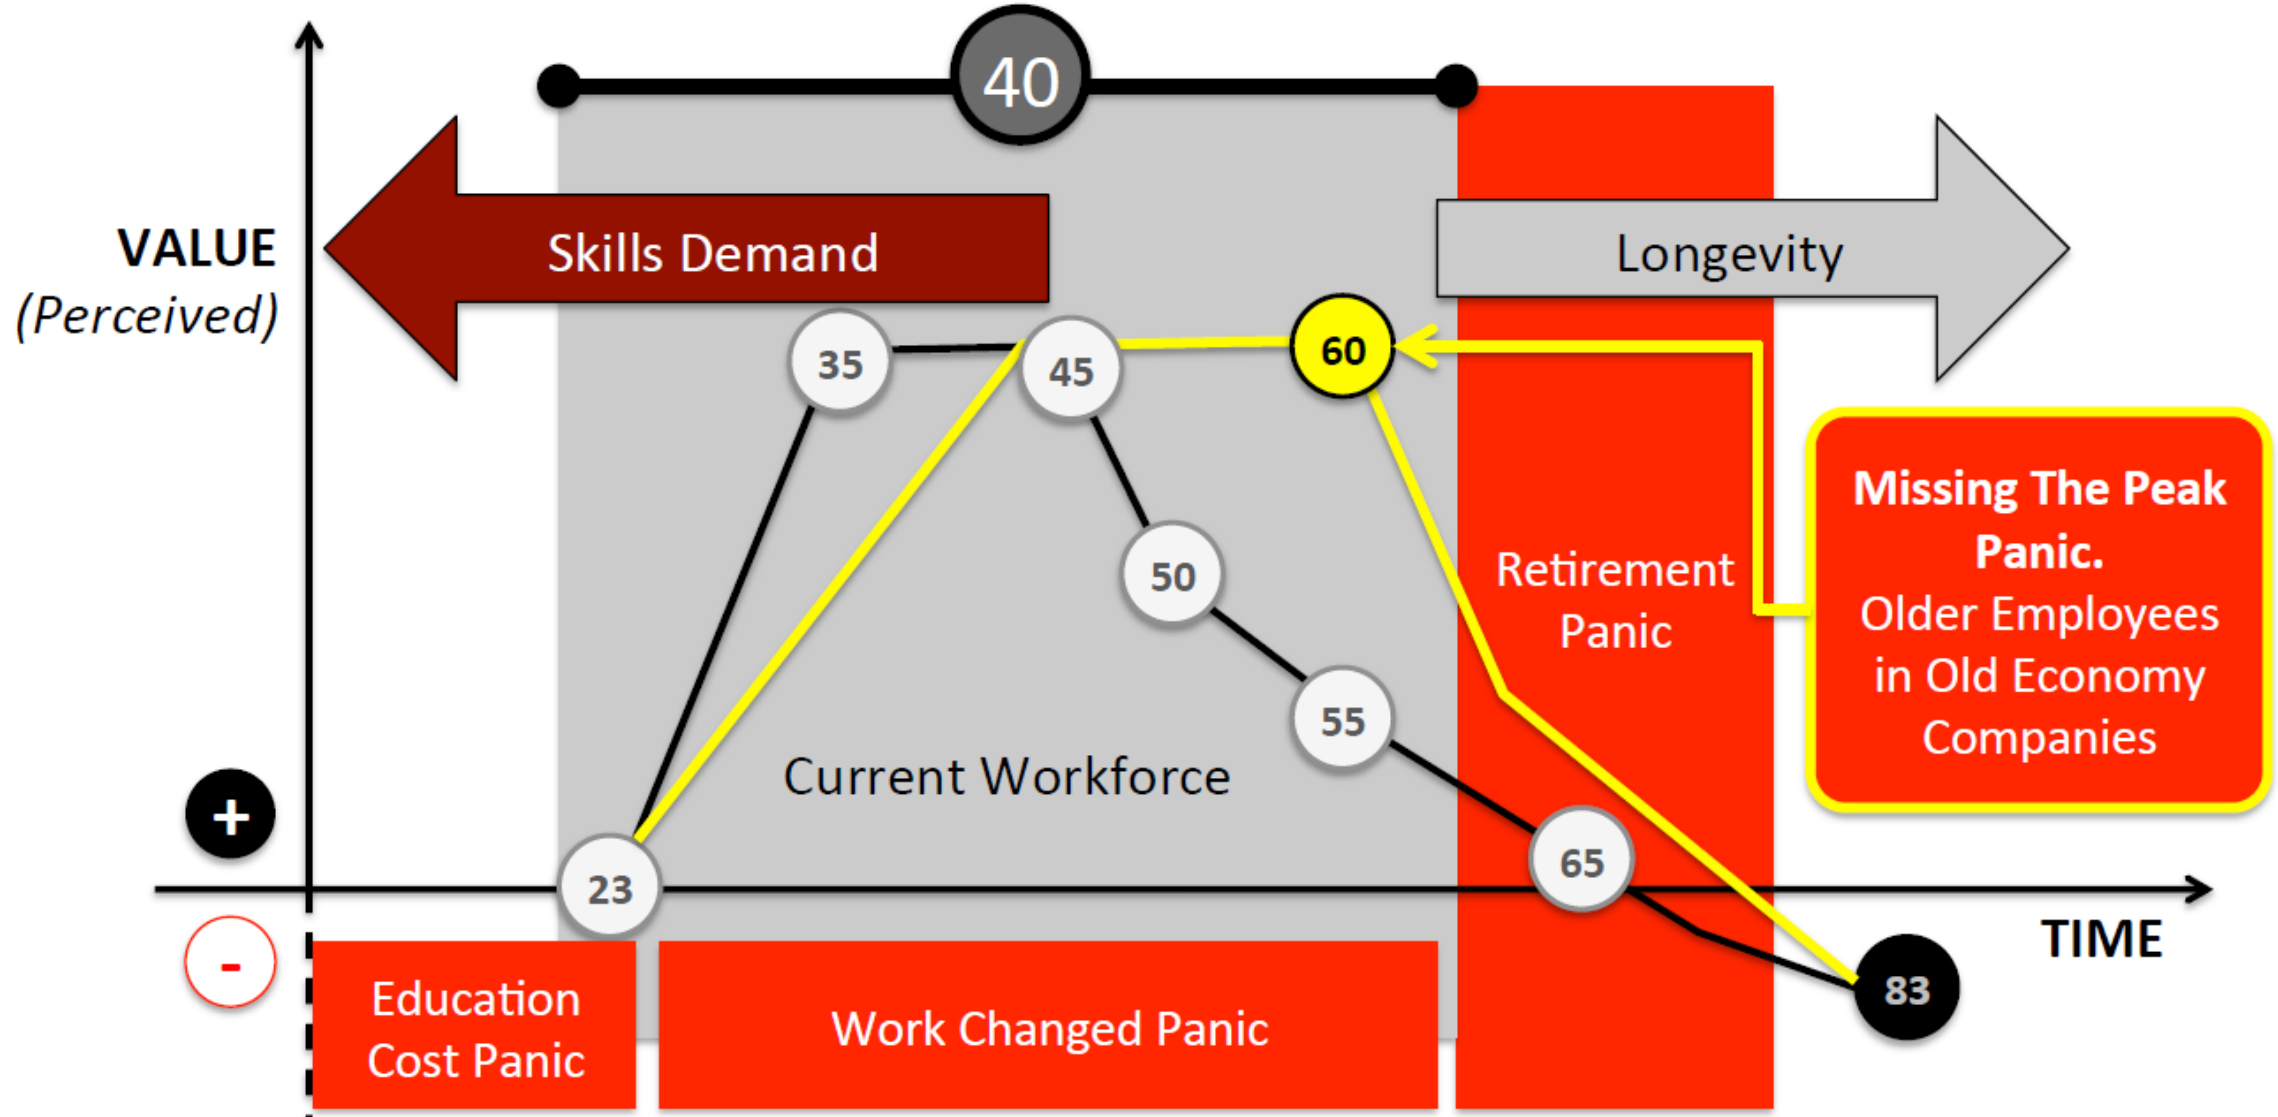 40
Skills Demand
Longevity
VALUE
(Perceived)
35
45
60
Missing The Peak
Panic.
Older Employees
in Old Economy
Companies
Retirement
Panic
50
55
Current Workforce
+
65
23
TIME
-
83
Education
Cost Panic
Work Changed Panic